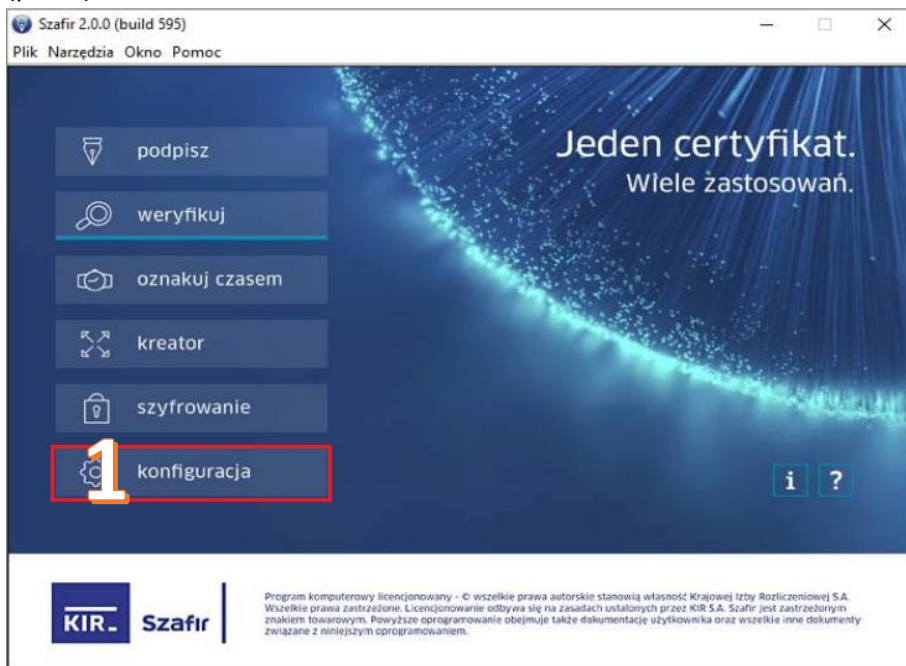 Szafir 2.0.0 (build 595)
Plik Narzędzia Okno Pomoc
Jeden certyfikat.
Wiele zastosowań.
podpisz
weryfikuj
oznakuj czasem
kreator
szyfrowanie
1 konfiguracja
i ?
KIR Szafir
Program komputerowy licencjonowany - © wszelkie prawa autorskie stanowią własność Krajowej Izby Rozliczeniowej S.A.
Wszelkie prawa zastrzeżone. Licencjonowanie odbywa się na zasadach ustalonych przez KIR S.A. Szafir jest zastrzeżonym
znakiem towarowym. Powyższe oprogramowanie obejmuje także dokumentację użytkownika oraz wszelkie inne dokumenty
związane z niniejszym oprogramowaniem.